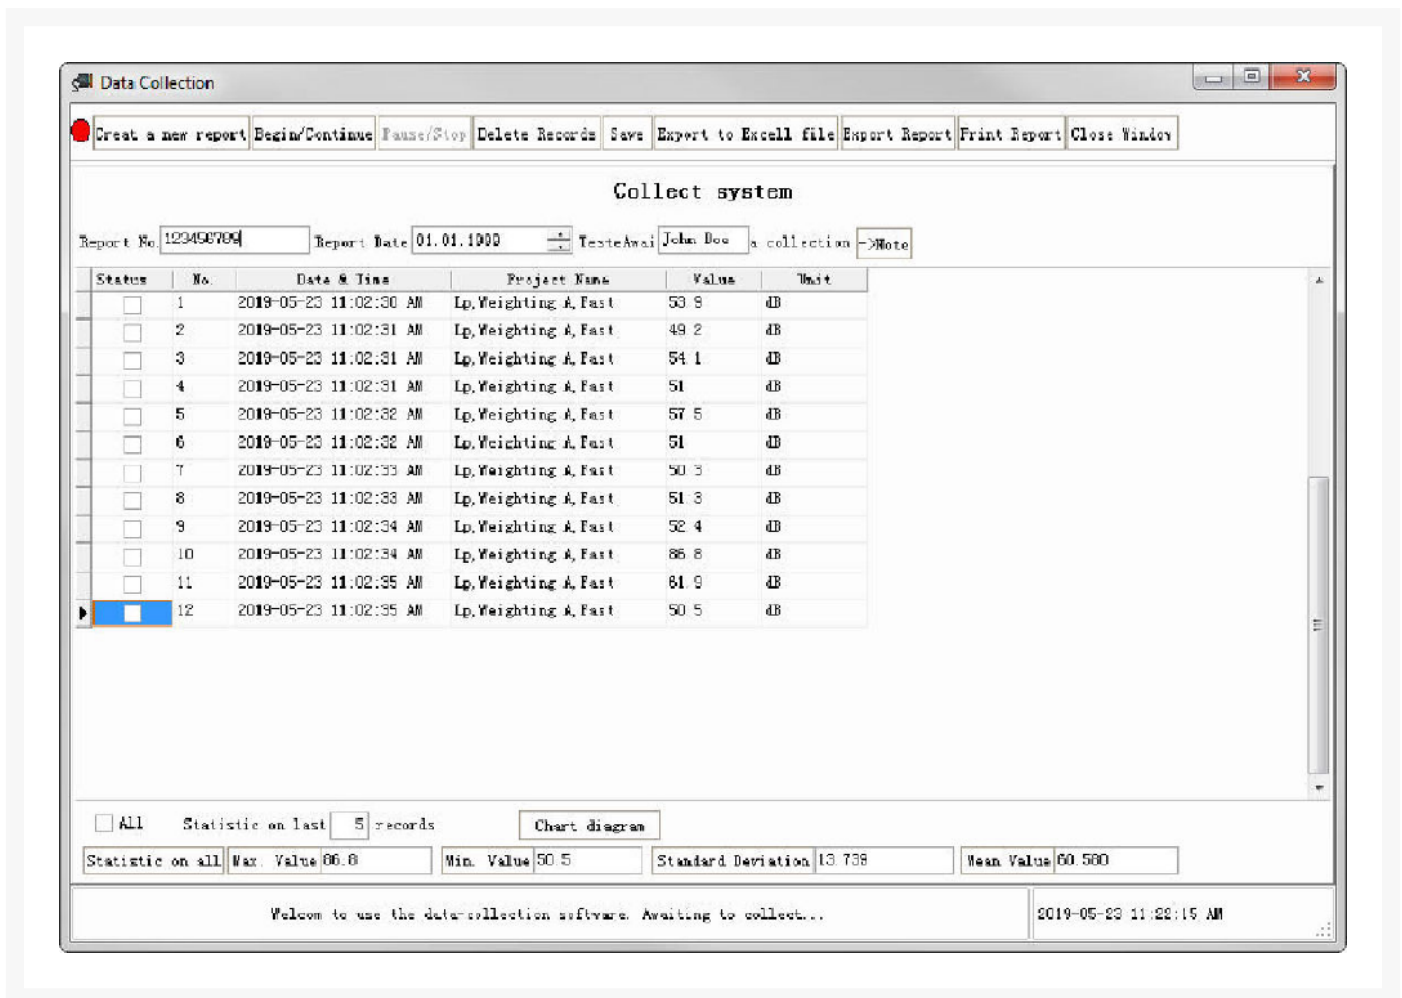 Data Collection
Creat a new report Begin/Continue Pause/Stop Delete Records Save Export to Excell file Export Report Print Report Close Window
Collect system
Report No. 123456789 Report Date 01.01.1999 TesteAwai John Doe a collection ->Note
Status No. Date & Time Project Name Value Unit
1 2019-05-23 11:02:30 AM Lp,Weighting A,Fast 53.9 dB
2 2019-05-23 11:02:31 AM Lp,Weighting A,Fast 49.2 dB
3 2019-05-23 11:02:31 AM Lp,Weighting A,Fast 54.1 dB
4 2019-05-23 11:02:31 AM Lp,Weighting A,Fast 51 dB
5 2019-05-23 11:02:32 AM Lp,Weighting A,Fast 57.5 dB
6 2019-05-23 11:02:32 AM Lp,Weighting A,Fast 51 dB
7 2019-05-23 11:02:33 AM Lp,Weighting A,Fast 50.3 dB
8 2019-05-23 11:02:33 AM Lp,Weighting A,Fast 51.3 dB
9 2019-05-23 11:02:34 AM Lp,Weighting A,Fast 52.4 dB
10 2019-05-23 11:02:34 AM Lp,Weighting A,Fast 86.8 dB
11 2019-05-23 11:02:35 AM Lp,Weighting A,Fast 61.9 dB
12 2019-05-23 11:02:35 AM Lp,Weighting A,Fast 50.5 dB
All Statistic on last 5 records Chart diagram
Statistic on all Max. Value 86.8 Min. Value 50.5 Standard Deviation 13.739 Mean Value 60.580
Welcom to use the data-collection software. Awaiting to collect... 2019-05-23 11:22:15 AM